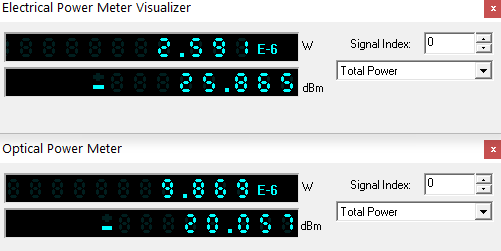 Electrical Power Meter Visualizer x
2.591 E-6 W Signal Index: 0
- 25.865 dBm Total Power
Optical Power Meter x
9.869 E-6 W Signal Index: 0
- 20.057 dBm Total Power